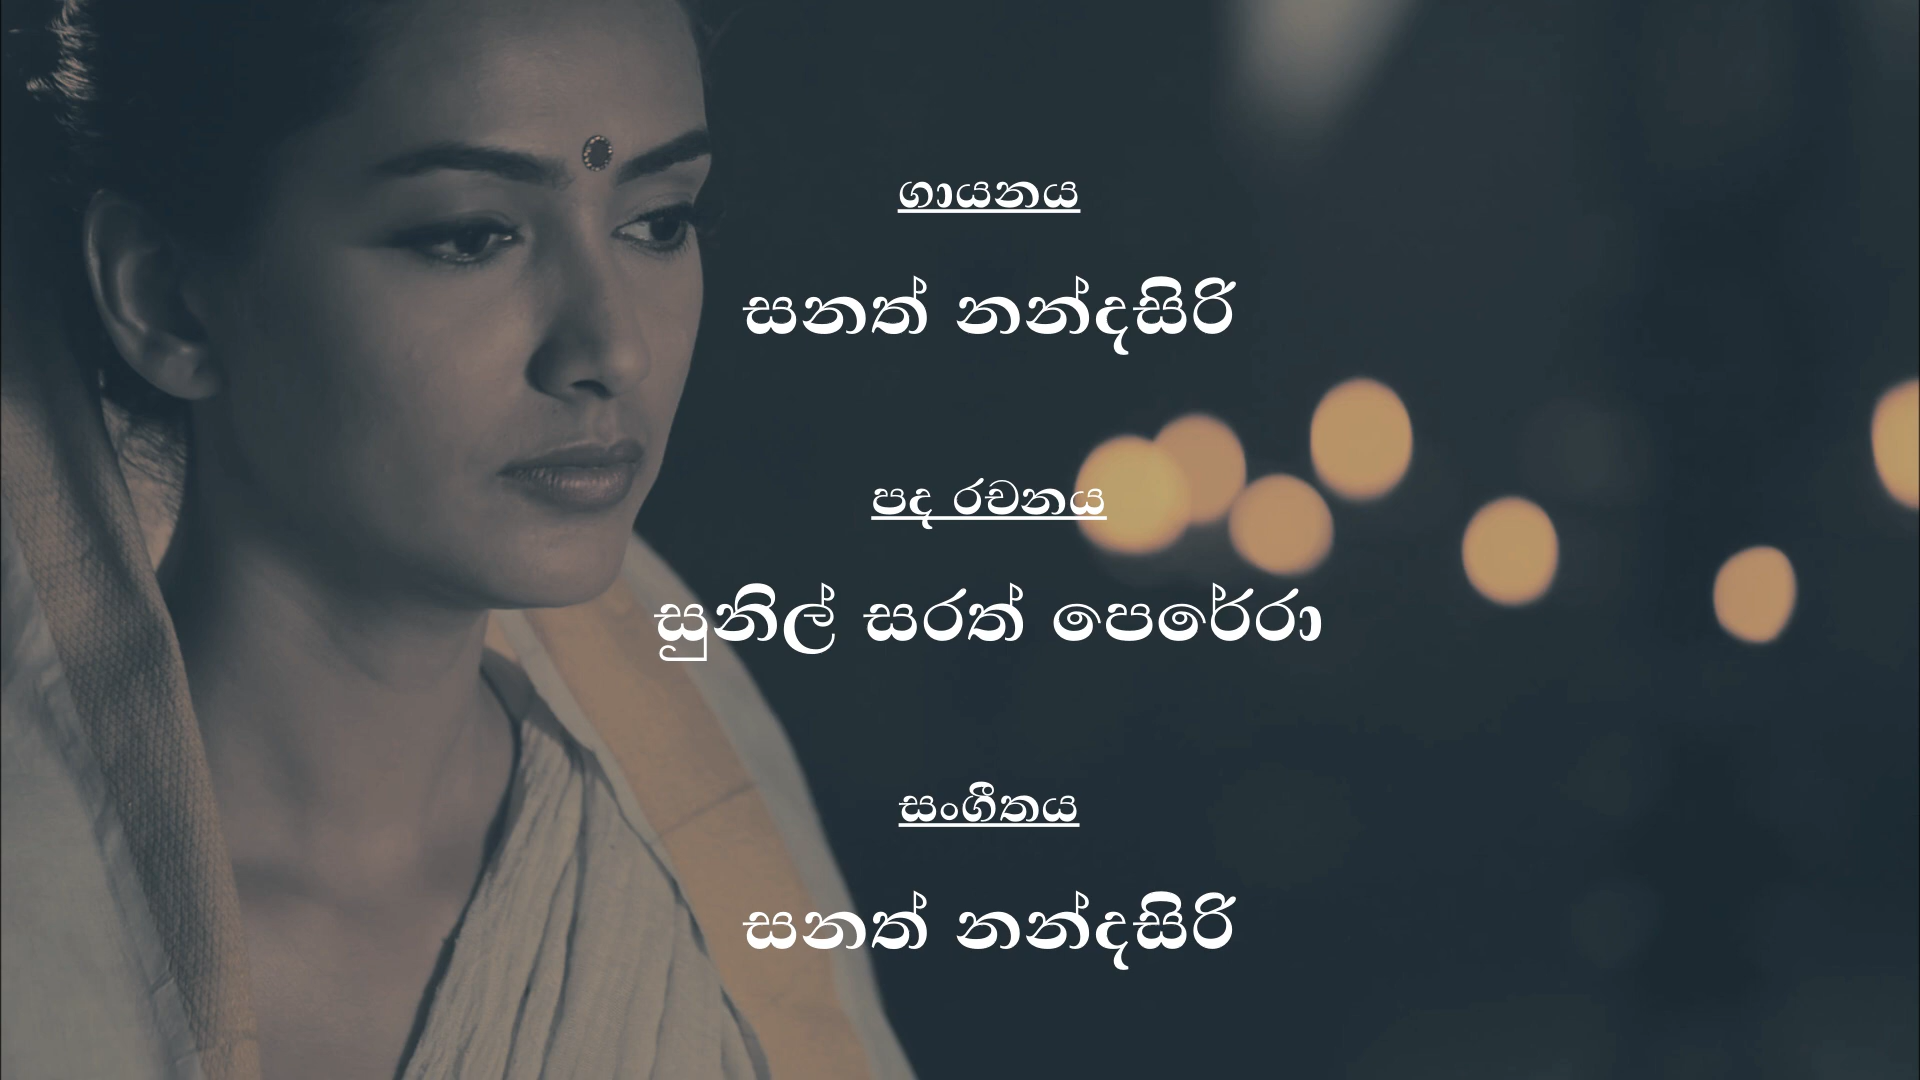 ගායනය
සනත් නන්දසිරි
පද රචනය
සුනිල් සරත් පෙරේරා
සංගීතය
සනත් නන්දසිරි